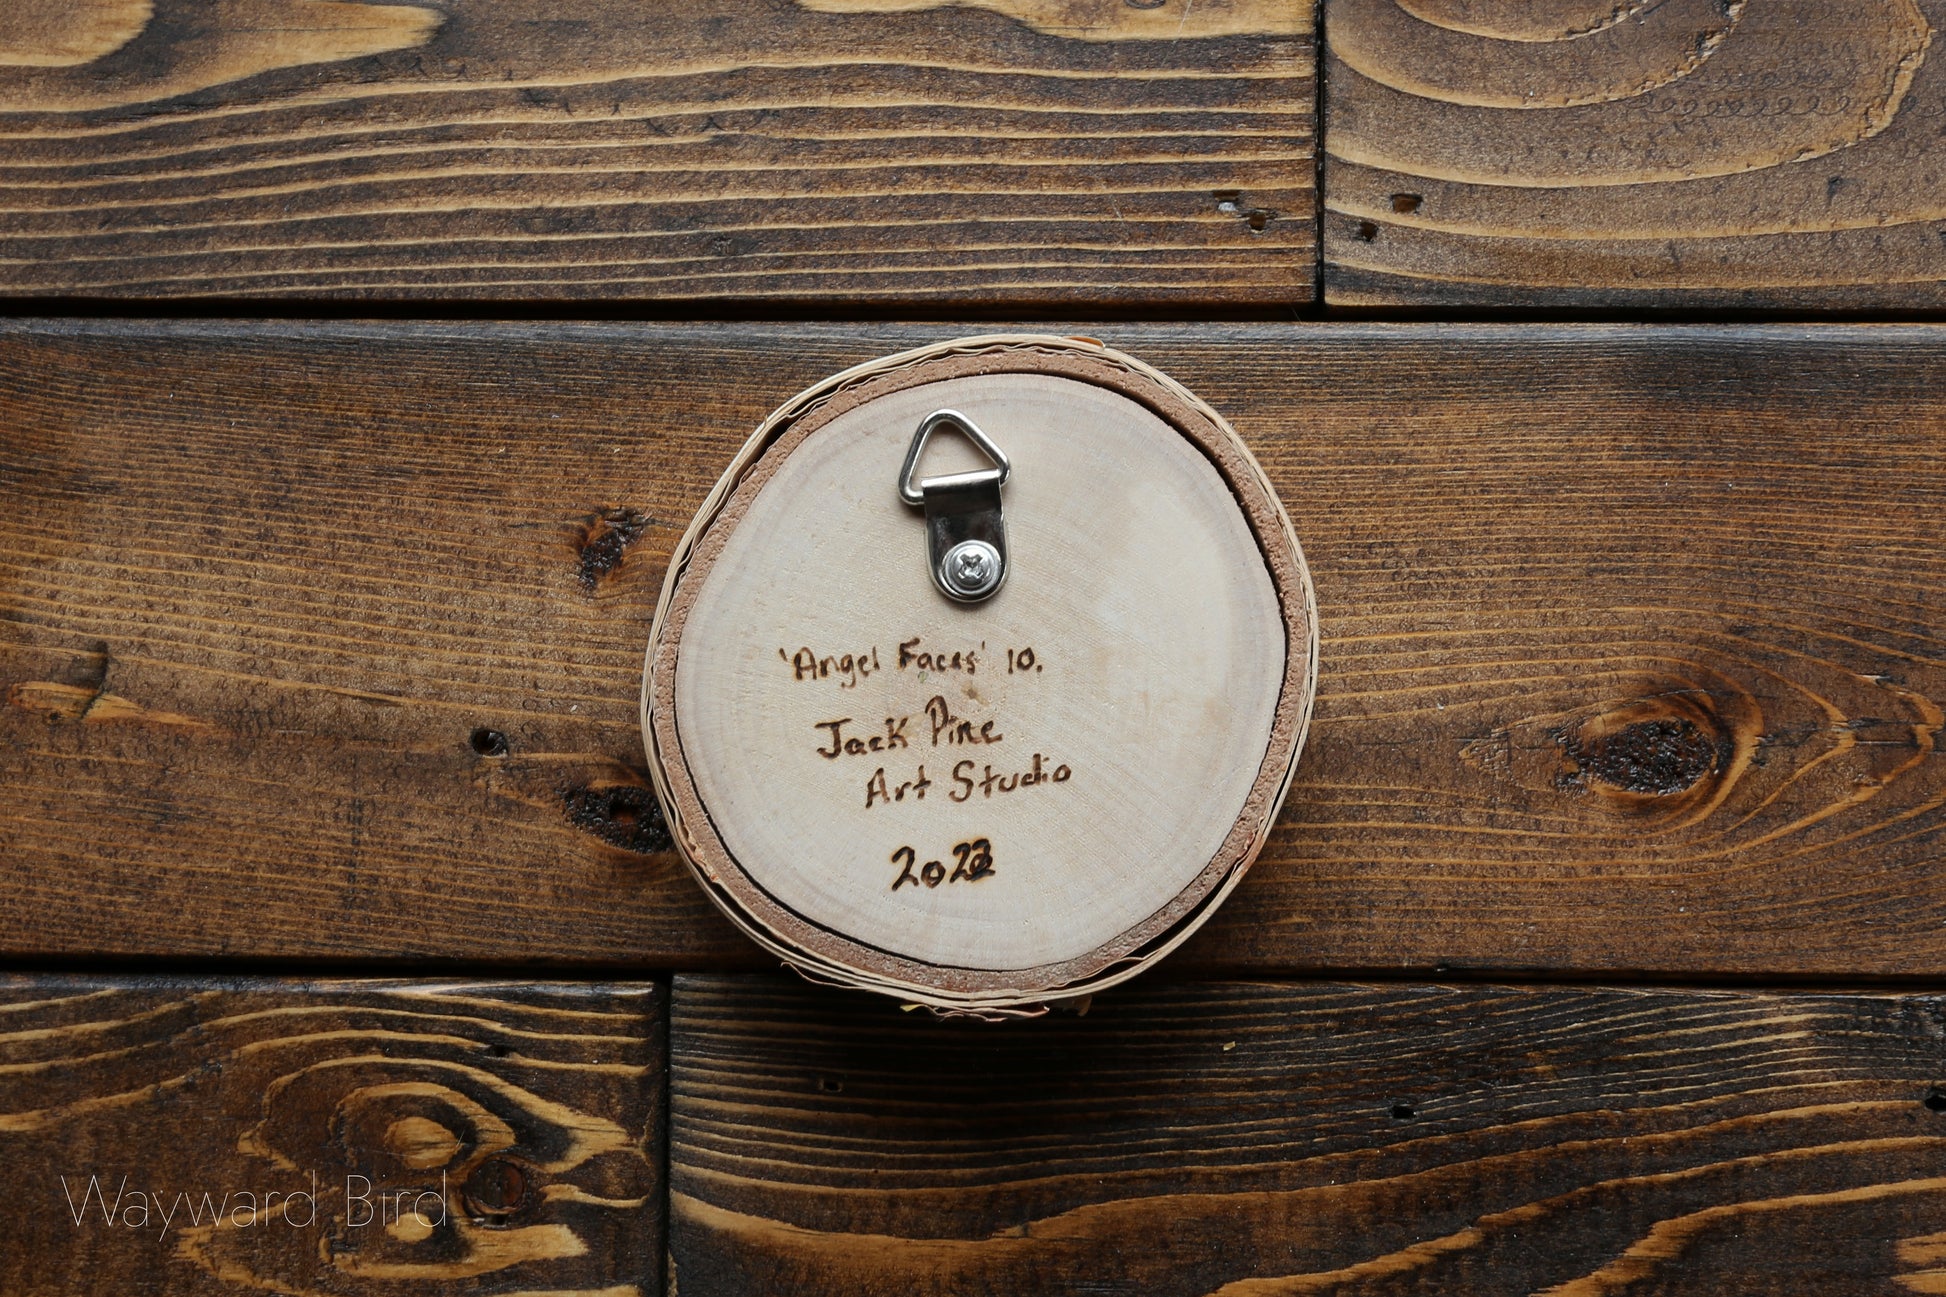 'Angel Faces' 10.
Jack Pine
Art Studio
2022
Wayward Bird